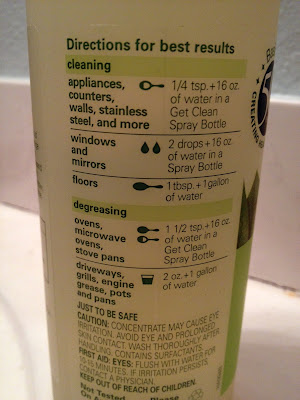 Directions for best results
cleaning
appliances, 1/4 tsp.+16 oz.
counters, of water in a
walls, stainless Get Clean
steel, and more Spray Bottle
windows 2 drops+16 oz.
and of water in a
mirrors Spray Bottle
floors 1 tbsp.+1 gallon
of water
degreasing
ovens, 1 1/2 tsp.+16 oz.
microwave of water in a
ovens, Get Clean
stove pans Spray Bottle
driveways, 2 oz.+1 gallon
grills, engine of water
grease, pots
and pans
JUST TO BE SAFE
CAUTION: CONCENTRATE MAY CAUSE EYE
IRRITATION. AVOID EYE AND PROLONGED
SKIN CONTACT. WASH THOROUGHLY AFTER
HANDLING. CONTAINS SURFACTANTS.
FIRST AID: EYES: FLUSH WITH WATER FOR
MINUTES. IF IRRITATION PERSISTS
CONTACT A PHYSICIAN.
KEEP OUT OF REACH OF CHILDREN.
Not Tested Please
5